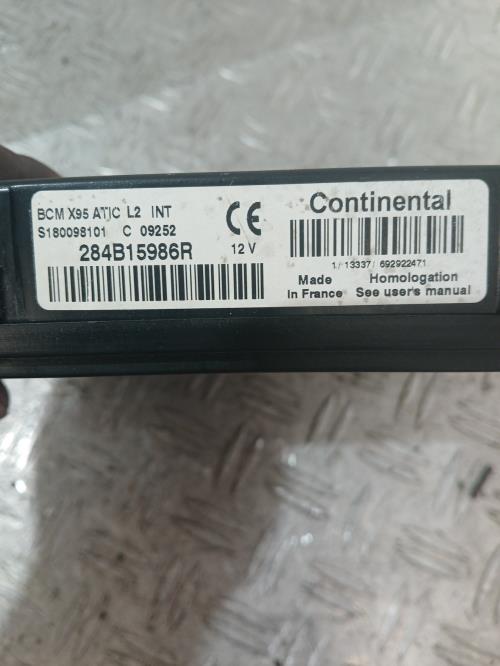 BCM X95 ATIC L2 INT
S180098101 C 09252
284B15986R
CE
12 V
Continental
1/ 13337/ 692922471
Made
In France
Homologation
See user's manual